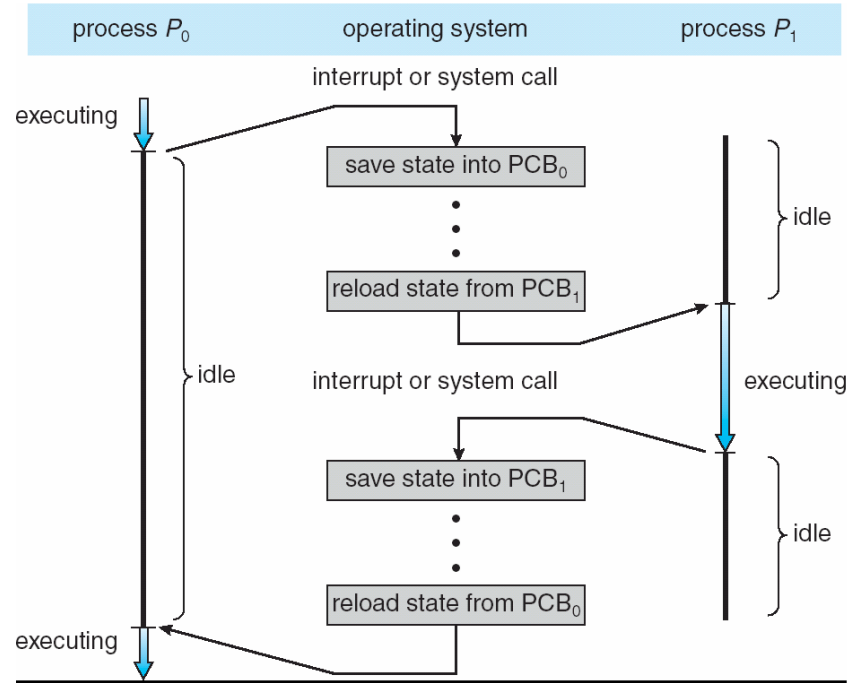 process P₀ operating system process P₁
interrupt or system call
executing
save state into PCB₀
idle
reload state from PCB₁
idle
interrupt or system call
executing
save state into PCB₁
idle
reload state from PCB₀
executing